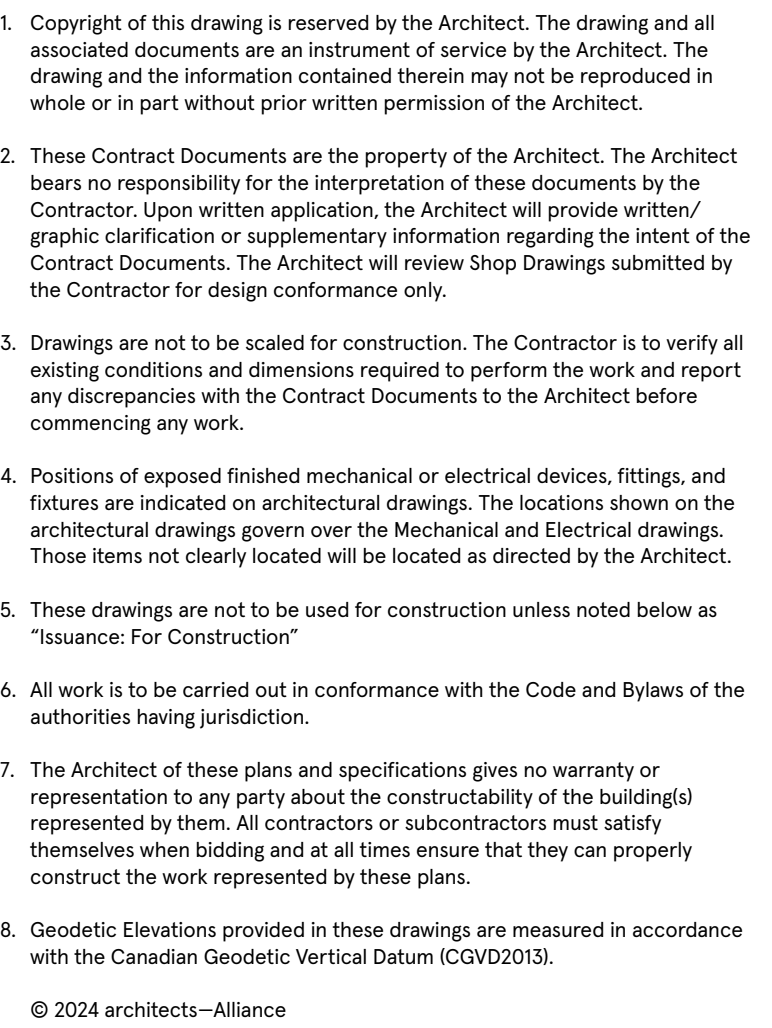 1. Copyright of this drawing is reserved by the Architect. The drawing and all
associated documents are an instrument of service by the Architect. The
drawing and the information contained therein may not be reproduced in
whole or in part without prior written permission of the Architect.
2. These Contract Documents are the property of the Architect. The Architect
bears no responsibility for the interpretation of these documents by the
Contractor. Upon written application, the Architect will provide written/
graphic clarification or supplementary information regarding the intent of the
Contract Documents. The Architect will review Shop Drawings submitted by
the Contractor for design conformance only.
3. Drawings are not to be scaled for construction. The Contractor is to verify all
existing conditions and dimensions required to perform the work and report
any discrepancies with the Contract Documents to the Architect before
commencing any work.
4. Positions of exposed finished mechanical or electrical devices, fittings, and
fixtures are indicated on architectural drawings. The locations shown on the
architectural drawings govern over the Mechanical and Electrical drawings.
Those items not clearly located will be located as directed by the Architect.
5. These drawings are not to be used for construction unless noted below as
“Issuance: For Construction”
6. All work is to be carried out in conformance with the Code and Bylaws of the
authorities having jurisdiction.
7. The Architect of these plans and specifications gives no warranty or
representation to any party about the constructability of the building(s)
represented by them. All contractors or subcontractors must satisfy
themselves when bidding and at all times ensure that they can properly
construct the work represented by these plans.
8. Geodetic Elevations provided in these drawings are measured in accordance
with the Canadian Geodetic Vertical Datum (CGVD2013).
© 2024 architects—Alliance